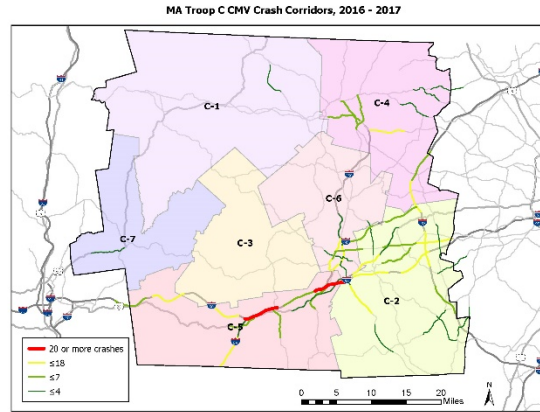 MA Troop C CMV Crash Corridors, 2016 - 2017
C-1
C-4
C-6
C-7
C-3
C-2
C-5
20 or more crashes
≤18
≤7
≤4
0 5 10 15 20
Miles
N